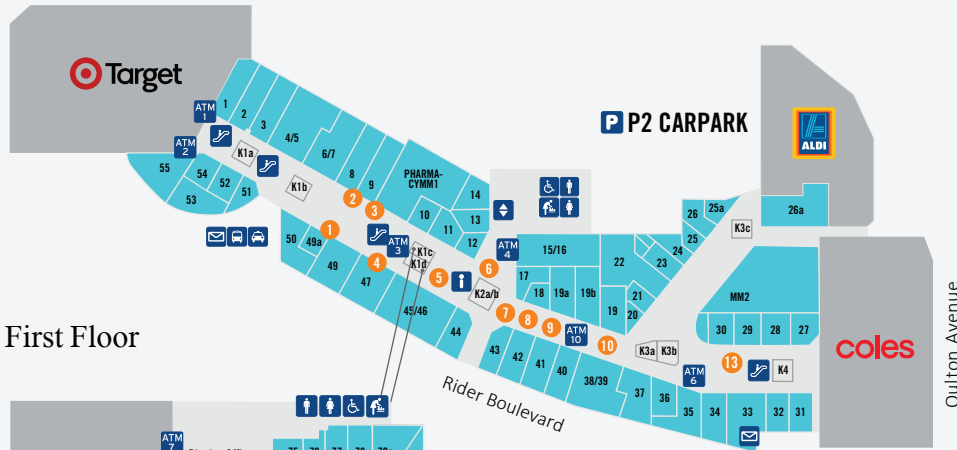 Target
ATM
1
ATM
2
1
2
3
4/5
6/7
8
9
PHARMA-
CYMM1
10
11
12
13
14
K1a
K1b
55
54
53
52
51
2
3
1
4
50
49a
49
47
45/46
44
ATM
3
K1c
K1d
5
6
ATM
4
K2a/b
7
8
9
ATM
10
10
P P2 CARPARK
ALDI
15/16
17
18
19a
19b
19
20
21
22
23
24
25
26
25a
26a
K3c
MM2
30
29
28
27
coles
Oulton Avenue
K3a
K3b
ATM
6
13
K4
43
42
41
40
38/39
37
36
35
34
33
32
31
Rider Boulevard
First Floor
ATM
7